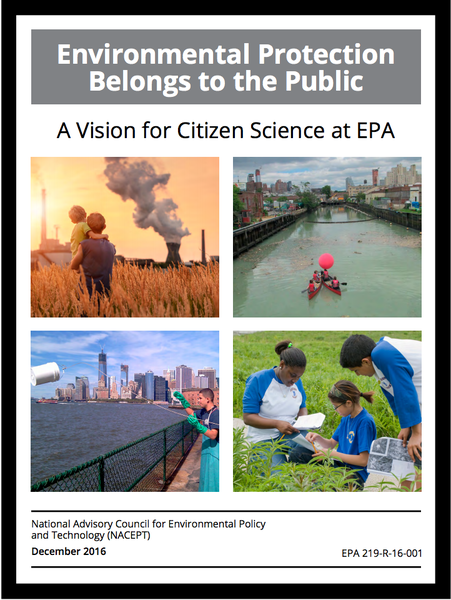 Environmental Protection
Belongs to the Public
A Vision for Citizen Science at EPA
National Advisory Council for Environmental Policy
and Technology (NACEPT)
December 2016
EPA 219-R-16-001